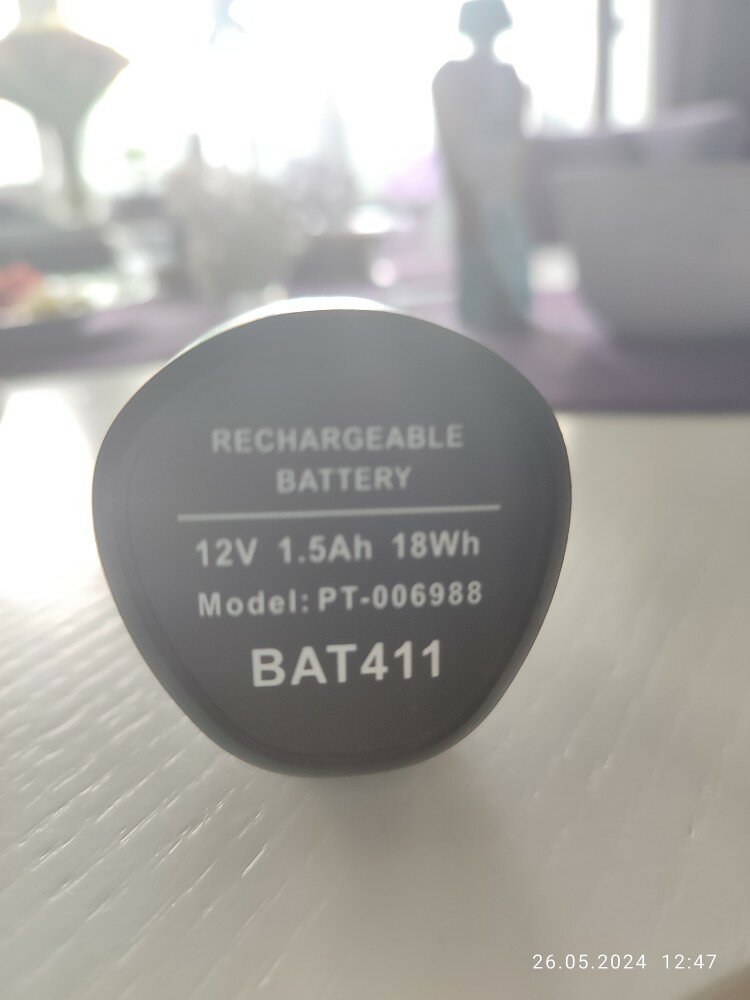 RECHARGEABLE
BATTERY
12V 1.5Ah 18Wh
Model: PT-006988
BAT411
26.05.2024 12:47